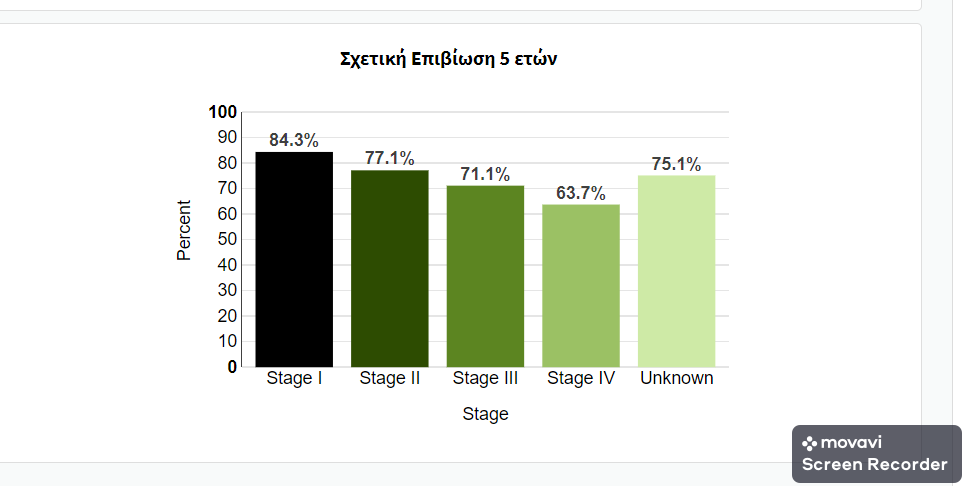 Σχετική Επιβίωση 5 ετών
100
90
80
70
60
50
40
30
20
10
0
Percent
84.3%
77.1%
71.1%
63.7%
75.1%
Stage I
Stage II
Stage III
Stage IV
Unknown
Stage
movavi
Screen Recorder